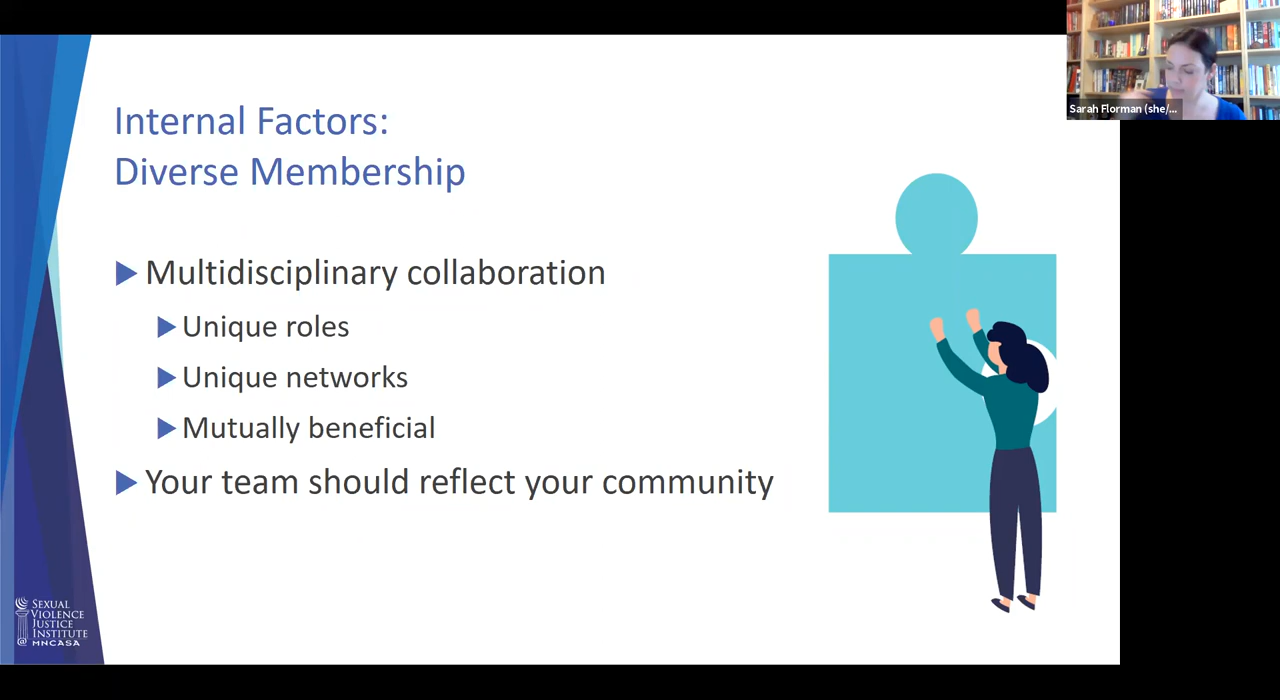 Internal Factors:
Diverse Membership
Multidisciplinary collaboration
Unique roles
Unique networks
Mutually beneficial
Your team should reflect your community
SEXUAL
VIOLENCE
JUSTICE
INSTITUTE
@ MNCASA
Sarah Florman (she/...